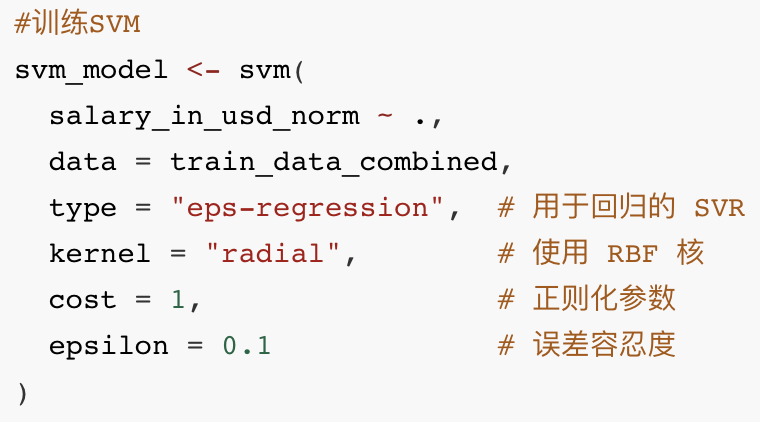 #训练SVM
svm_model <- svm(
  salary_in_usd_norm ~ .,
  data = train_data_combined,
  type = "eps-regression",  # 用于回归的 SVR
  kernel = "radial",        # 使用 RBF 核
  cost = 1,                 # 正则化参数
  epsilon = 0.1             # 误差容忍度
)